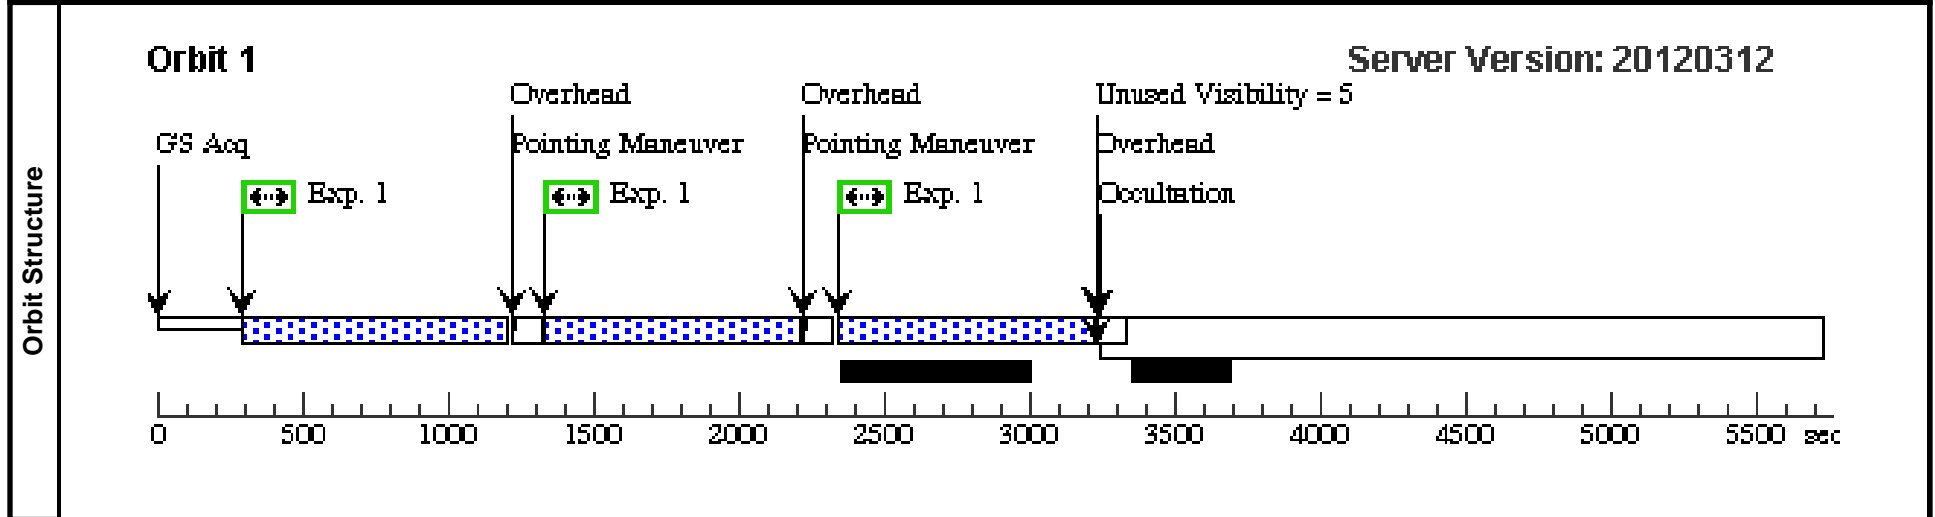 Orbit Structure
Orbit 1
Server Version: 20120312
Overhead
Overhead
Unused Visibility = 5
GS Acq
Pointing Maneuver
Pointing Maneuver
Overhead
Exp. 1
Exp. 1
Exp. 1
Occultation
0 500 1000 1500 2000 2500 3000 3500 4000 4500 5000 5500 sec